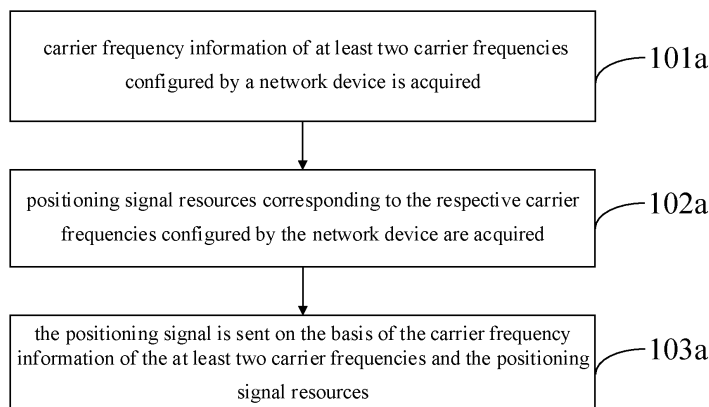 carrier frequency information of at least two carrier frequencies
configured by a network device is acquired
101a
positioning signal resources corresponding to the respective carrier
frequencies configured by the network device are acquired
102a
the positioning signal is sent on the basis of the carrier frequency
information of the at least two carrier frequencies and the positioning
signal resources
103a